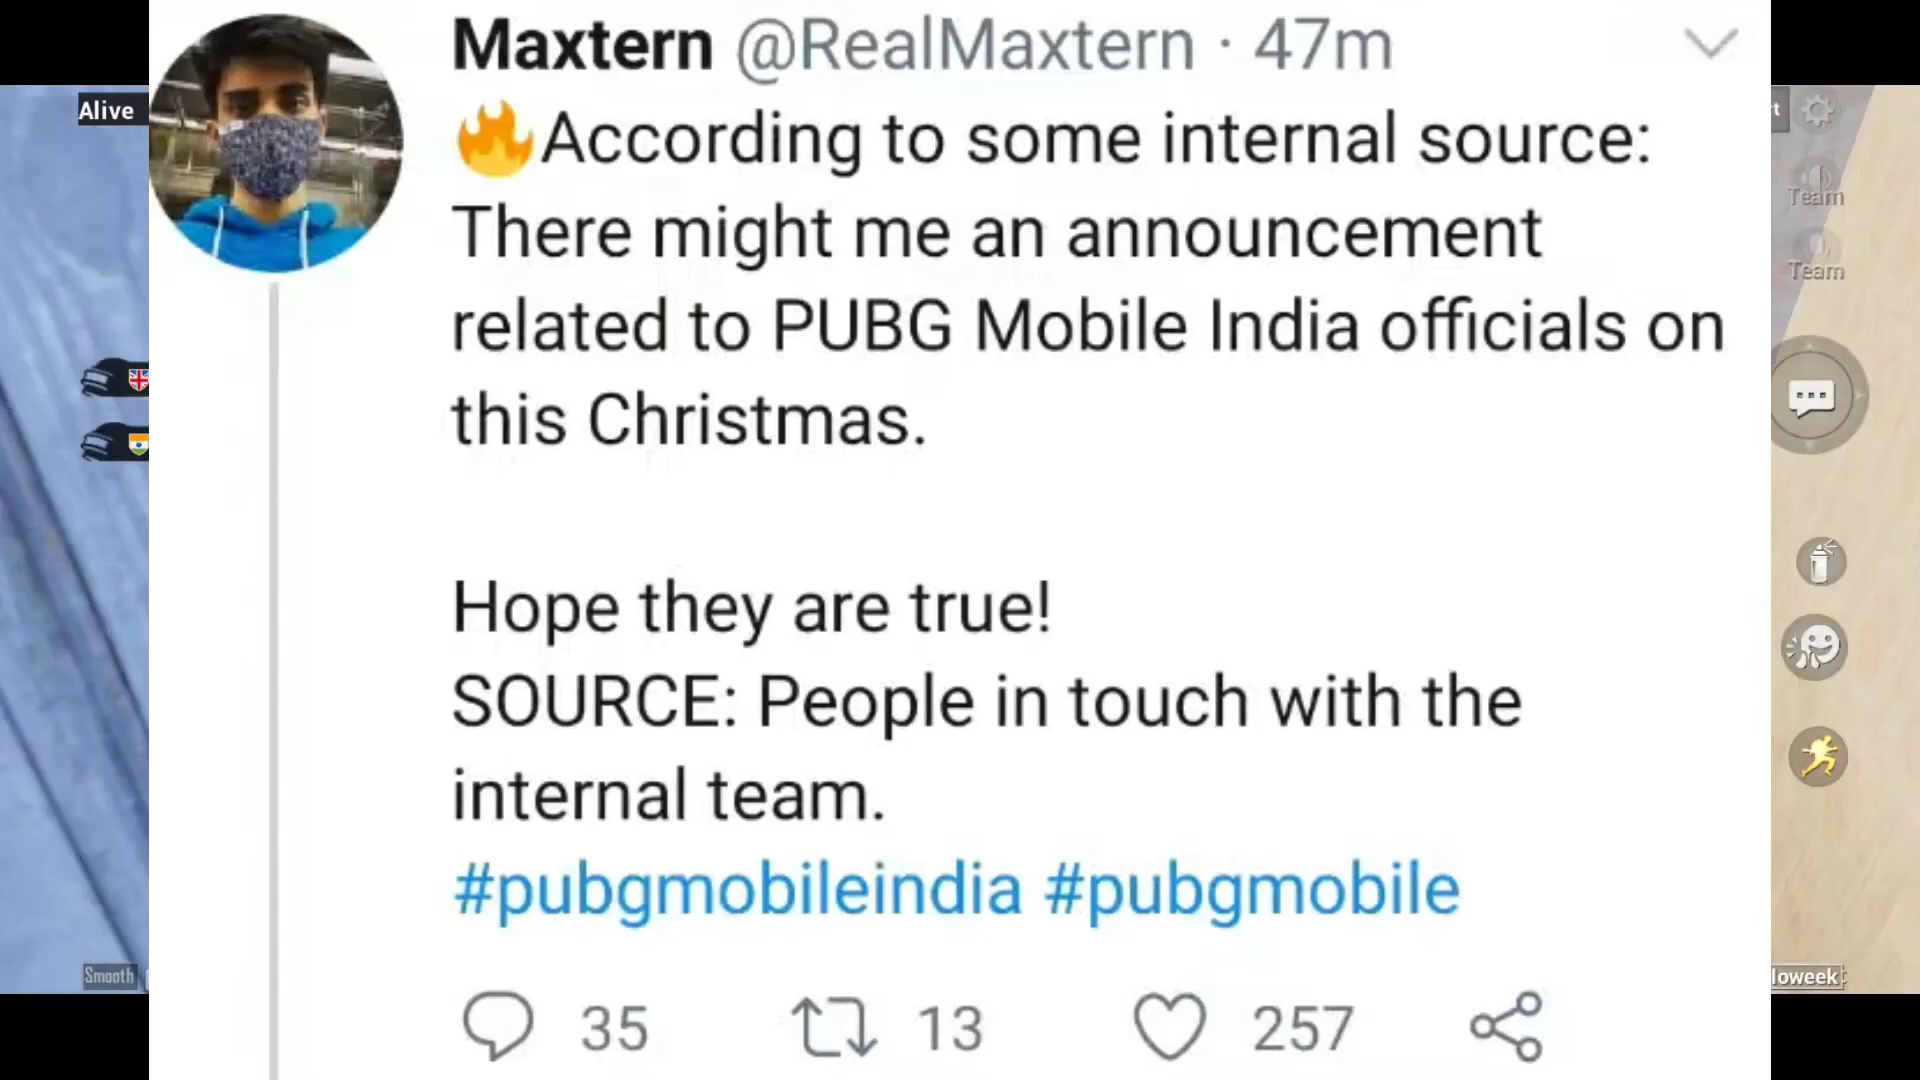 Maxtern @RealMaxtern · 47m
🔥According to some internal source:
There might me an announcement
related to PUBG Mobile India officials on
this Christmas.
Hope they are true!
SOURCE: People in touch with the
internal team.
#pubgmobileindia #pubgmobile
35 13 257
Alive
Team
Team
Smooth
loweek